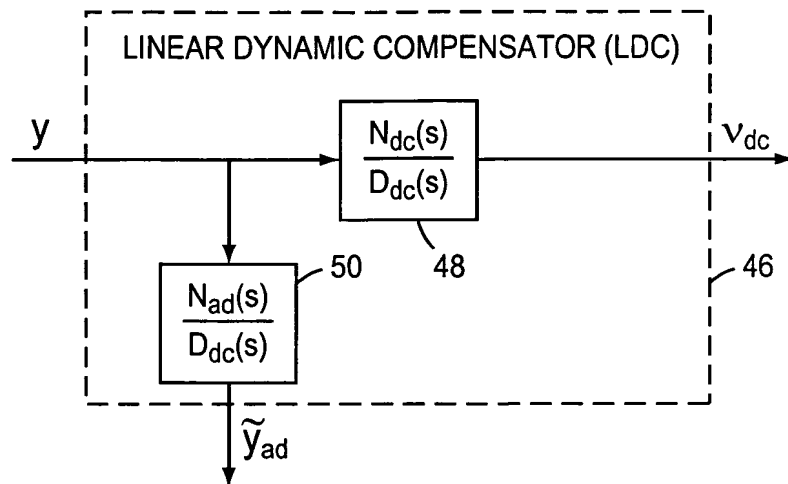 LINEAR DYNAMIC COMPENSATOR (LDC)
y
N_dc(s)
D_dc(s)
ν_dc
48
50
46
N_ad(s)
D_dc(s)
ỹ_ad